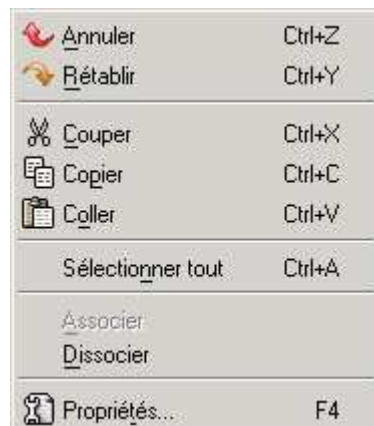 Annuler Ctrl+Z
Rétablir Ctrl+Y
Couper Ctrl+X
Copier Ctrl+C
Coller Ctrl+V
Sélectionner tout Ctrl+A
Associer
Dissocier
Propriétés... F4